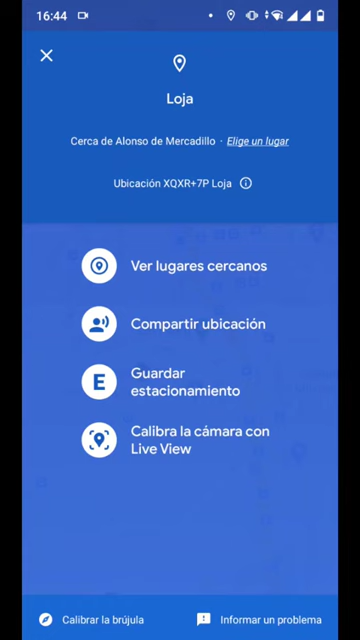 16:44
Loja
Cerca de Alonso de Mercadillo · Elige un lugar
Ubicación XQXR+7P Loja
Ver lugares cercanos
Compartir ubicación
E
Guardar
estacionamiento
Calibra la cámara con
Live View
Calibrar la brújula
Informar un problema